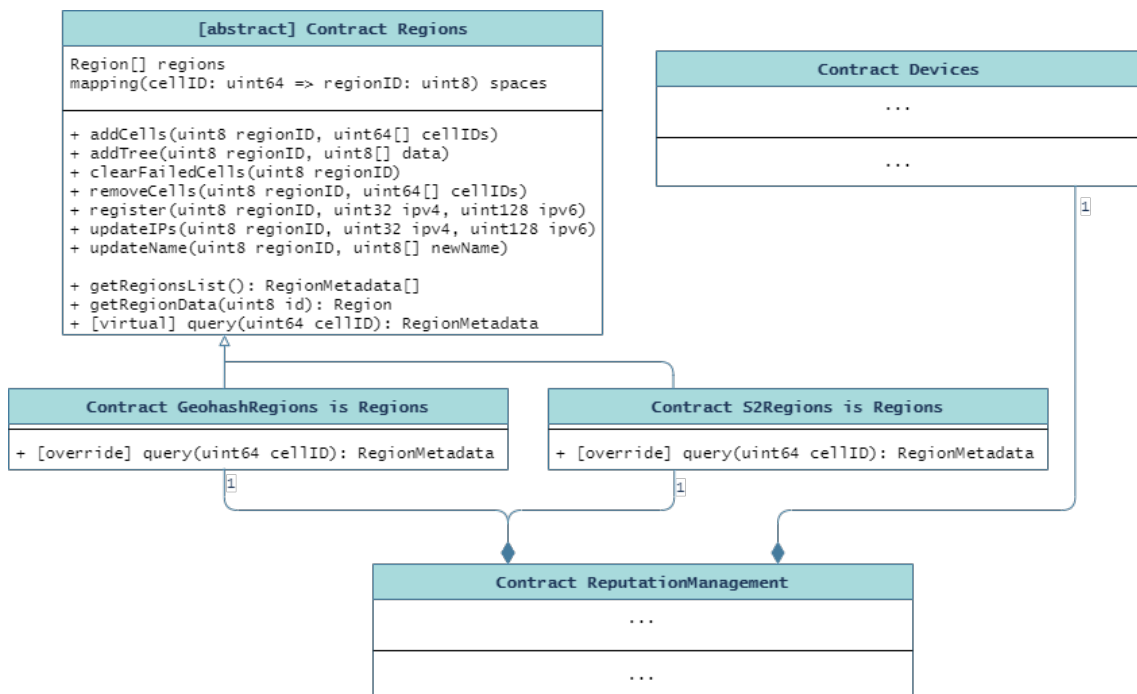 [abstract] Contract Regions
Region[] regions
mapping(cellID: uint64 => regionID: uint8) spaces
+ addCells(uint8 regionID, uint64[] cellIDs)
+ addTree(uint8 regionID, uint8[] data)
+ clearFailedCells(uint8 regionID)
+ removeCells(uint8 regionID, uint64[] cellIDs)
+ register(uint8 regionID, uint32 ipv4, uint128 ipv6)
+ updateIPs(uint8 regionID, uint32 ipv4, uint128 ipv6)
+ updateName(uint8 regionID, uint8[] newName)
+ getRegionsList(): RegionMetadata[]
+ getRegionData(uint8 id): Region
+ [virtual] query(uint64 cellID): RegionMetadata
Contract Devices
...
...
1
Contract GeohashRegions is Regions
+ [override] query(uint64 cellID): RegionMetadata
1
Contract S2Regions is Regions
+ [override] query(uint64 cellID): RegionMetadata
1
Contract ReputationManagement
...
...